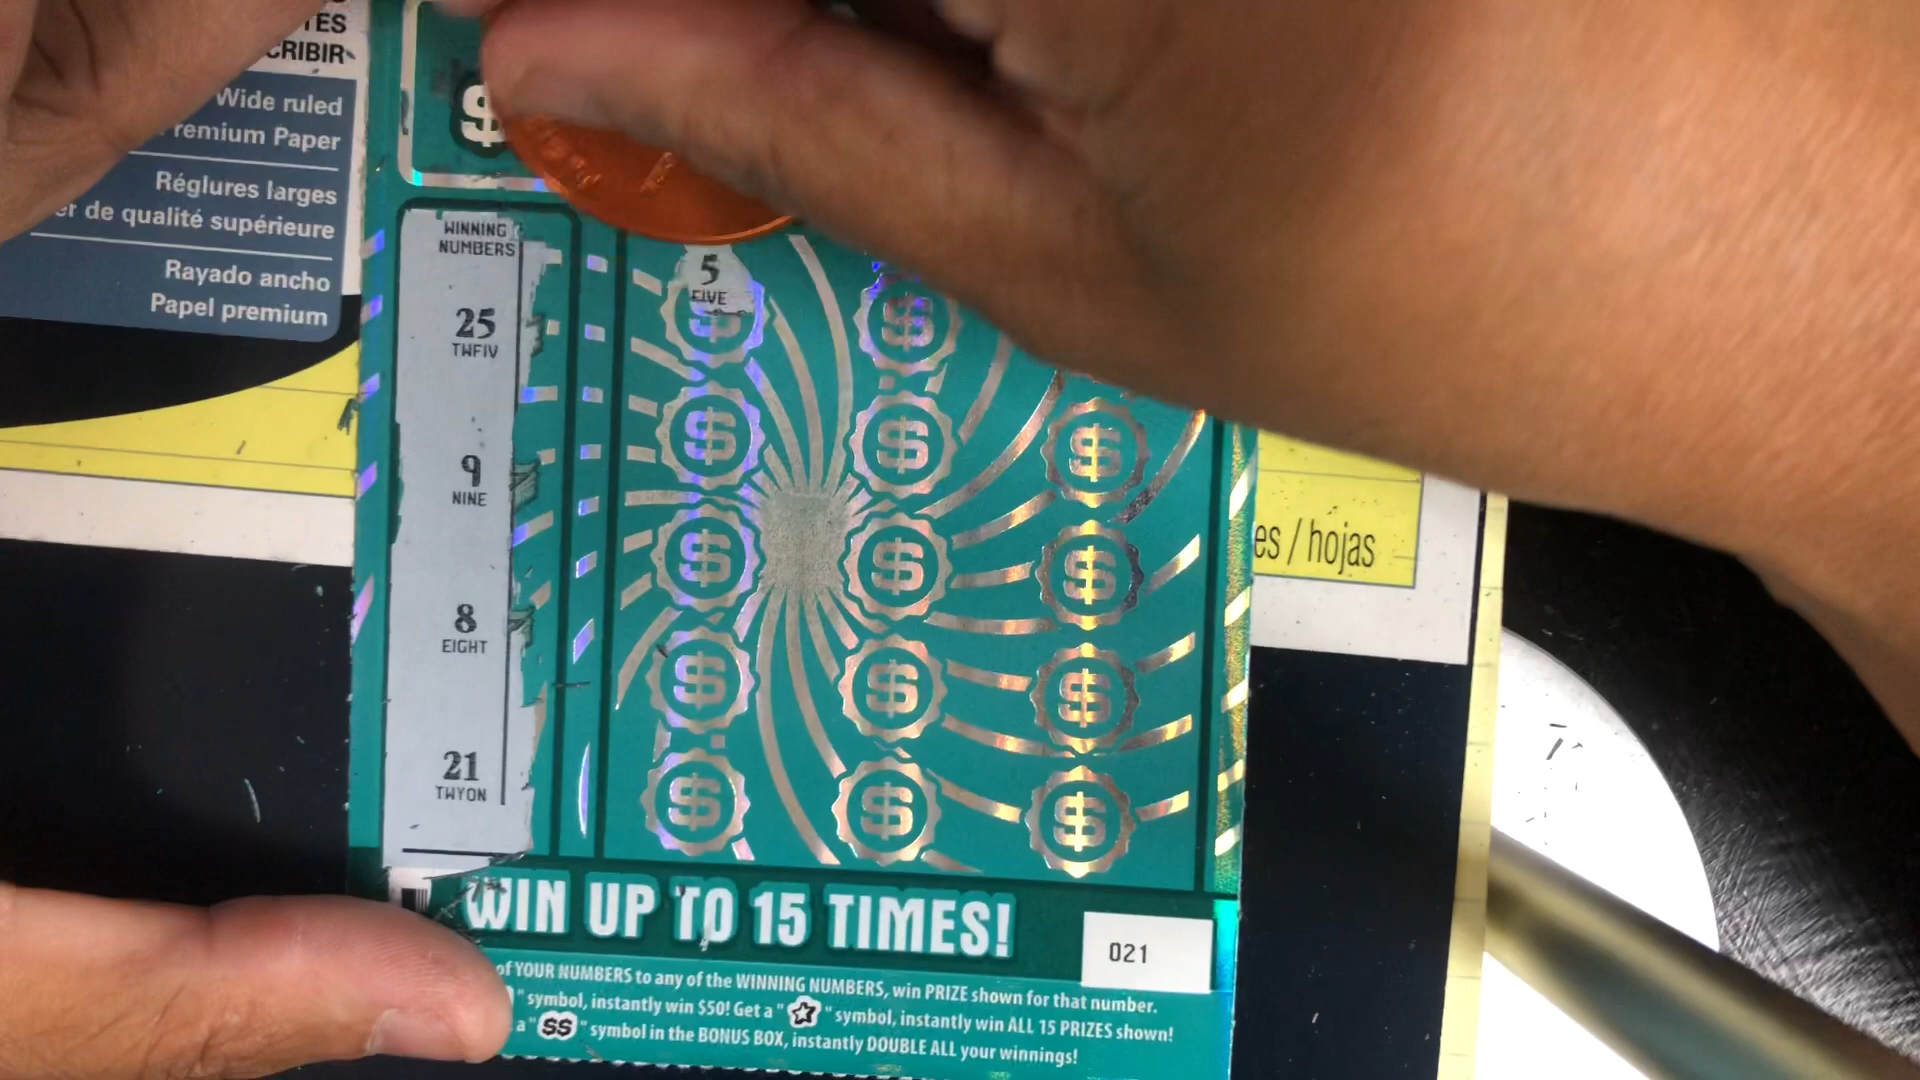 TES
CRIBIR
Wide ruled
remium Paper
Réglures larges
er de qualité supérieure
Rayado ancho
Papel premium
$
WINNING
NUMBERS
25
TWFIV
9
NINE
8
EIGHT
21
TWYON
5
FIVE
es / hojas
WIN UP TO 15 TIMES!
021
of YOUR NUMBERS to any of the WINNING NUMBERS, win PRIZE shown for that number.
" symbol, instantly win $50! Get a " " symbol, instantly win ALL 15 PRIZES shown!
a " $$ " symbol in the BONUS BOX, instantly DOUBLE ALL your winnings!